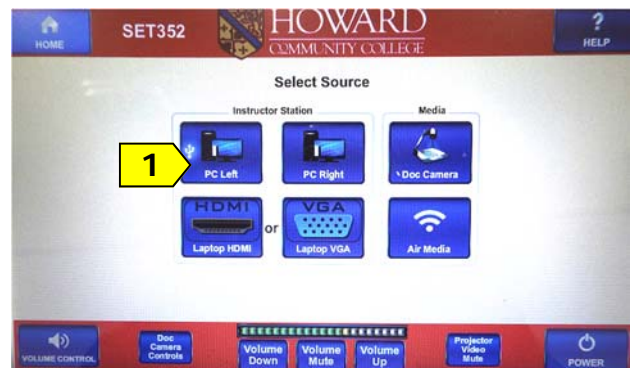 HOME
SET352
HOWARD
COMMUNITY COLLEGE
?
HELP
Select Source
Instructor Station
Media
1
PC Left
PC Right
Doc Camera
HDMI
or
VGA
Laptop HDMI
Laptop VGA
Air Media
VOLUME CONTROL
Doc
Camera
Controls
Volume
Down
Volume
Mute
Volume
Up
Projector
Video
Mute
POWER